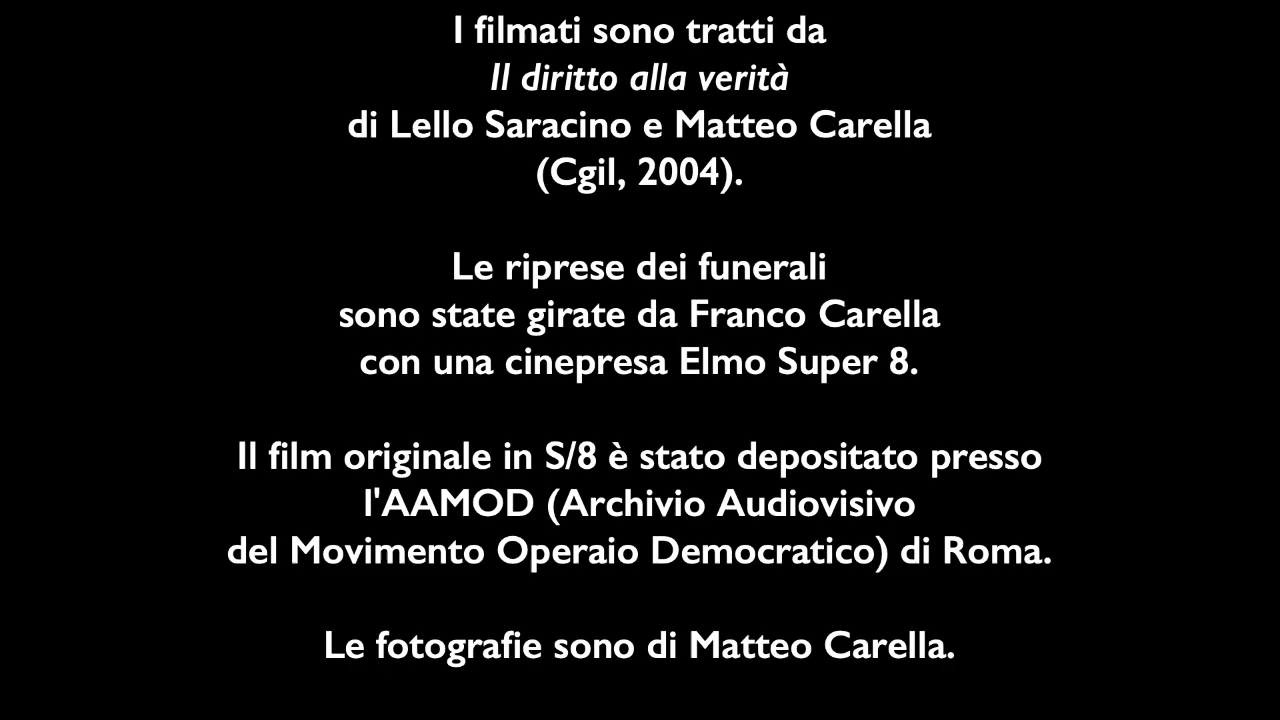 I filmati sono tratti da
Il diritto alla verità
di Lello Saracino e Matteo Carella
(Cgil, 2004).
Le riprese dei funerali
sono state girate da Franco Carella
con una cinepresa Elmo Super 8.
Il film originale in S/8 è stato depositato presso
l'AAMOD (Archivio Audiovisivo
del Movimento Operaio Democratico) di Roma.
Le fotografie sono di Matteo Carella.